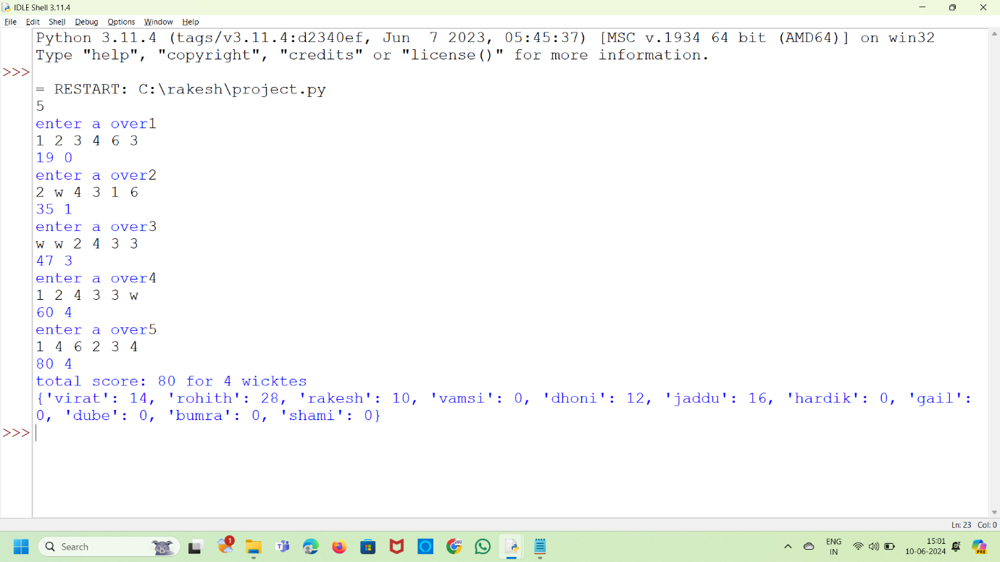 IDLE Shell 3.11.4
File Edit Shell Debug Options Window Help
Python 3.11.4 (tags/v3.11.4:d2340ef, Jun  7 2023, 05:45:37) [MSC v.1934 64 bit (AMD64)] on win32
Type "help", "copyright", "credits" or "license()" for more information.
>>>
= RESTART: C:\rakesh\project.py
5
enter a over1
1 2 3 4 6 3
19 0
enter a over2
2 w 4 3 1 6
35 1
enter a over3
w w 2 4 3 3
47 3
enter a over4
1 2 4 3 3 w
60 4
enter a over5
1 4 6 2 3 4
80 4
total score: 80 for 4 wicktes
{'virat': 14, 'rohith': 28, 'rakesh': 10, 'vamsi': 0, 'dhoni': 12, 'jaddu': 16, 'hardik': 0, 'gail':
0, 'dube': 0, 'bumra': 0, 'shami': 0}
>>>
Ln: 23 Col: 0
Search
1
ENG
IN
15:01
10-06-2024
PRE